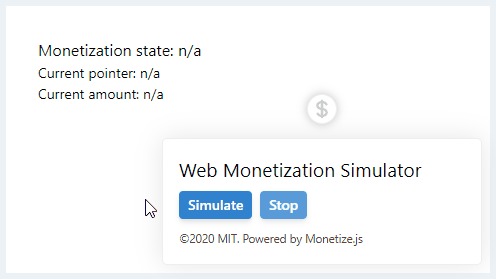 Monetization state: n/a
Current pointer: n/a
Current amount: n/a
$
Web Monetization Simulator
Simulate Stop
©2020 MIT. Powered by Monetize.js